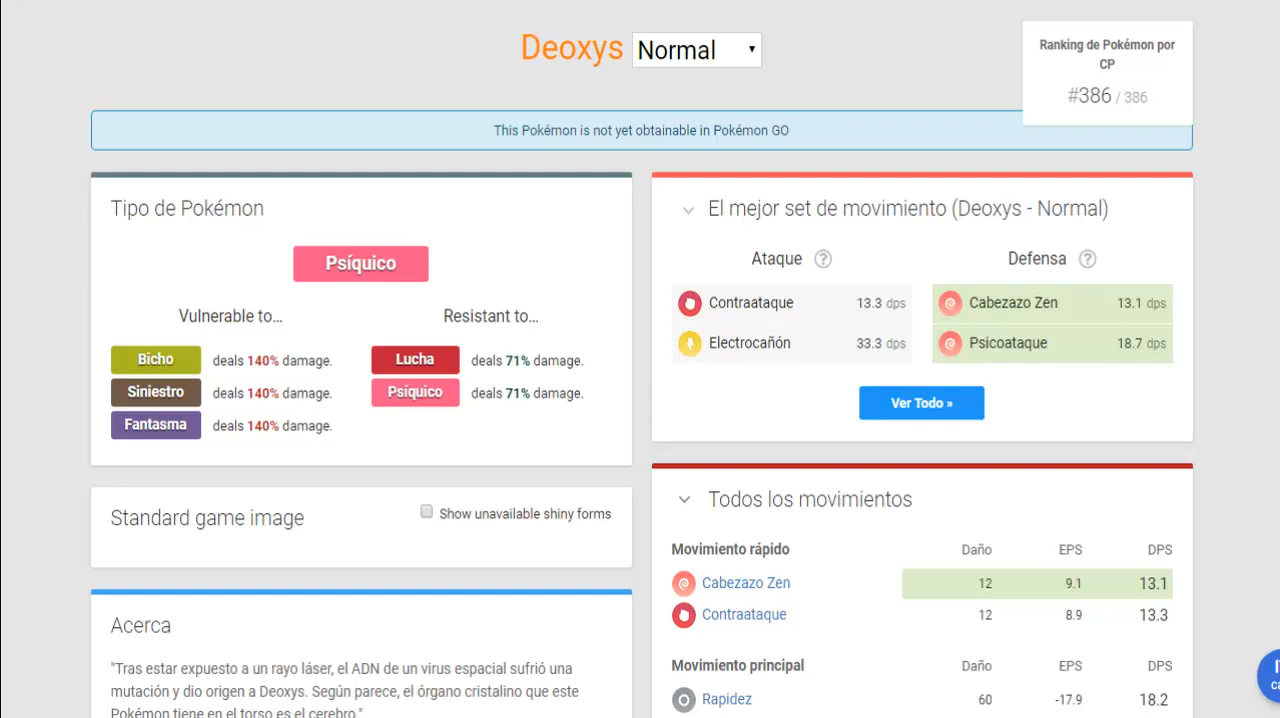 Deoxys Normal
Ranking de Pokémon por
CP
#386 / 386
This Pokémon is not yet obtainable in Pokémon GO
Tipo de Pokémon
Psíquico
Vulnerable to...
Bicho deals 140% damage.
Siniestro deals 140% damage.
Fantasma deals 140% damage.
Resistant to...
Lucha deals 71% damage.
Psíquico deals 71% damage.
Standard game image
Show unavailable shiny forms
Acerca
"Tras estar expuesto a un rayo láser, el ADN de un virus espacial sufrió una
mutación y dio origen a Deoxys. Según parece, el órgano cristalino que este
Pokémon tiene en el torso es el cerebro."
El mejor set de movimiento (Deoxys - Normal)
Ataque ?
Contraataque 13.3 dps
Electrocañón 33.3 dps
Defensa ?
Cabezazo Zen 13.1 dps
Psicoataque 18.7 dps
Ver Todo »
Todos los movimientos
Movimiento rápido Daño EPS DPS
Cabezazo Zen 12 9.1 13.1
Contraataque 12 8.9 13.3
Movimiento principal Daño EPS DPS
Rapidez 60 -17.9 18.2